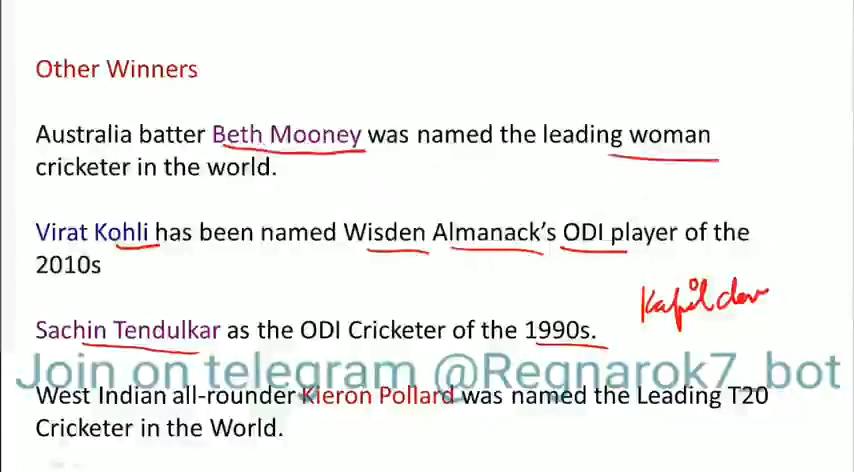 Other Winners
Australia batter Beth Mooney was named the leading woman
cricketer in the world.
Virat Kohli has been named Wisden Almanack's ODI player of the
2010s
Kapil dev
Sachin Tendulkar as the ODI Cricketer of the 1990s.
Join on telegram @Regnarok7_bot
West Indian all-rounder Kieron Pollard was named the Leading T20
Cricketer in the World.